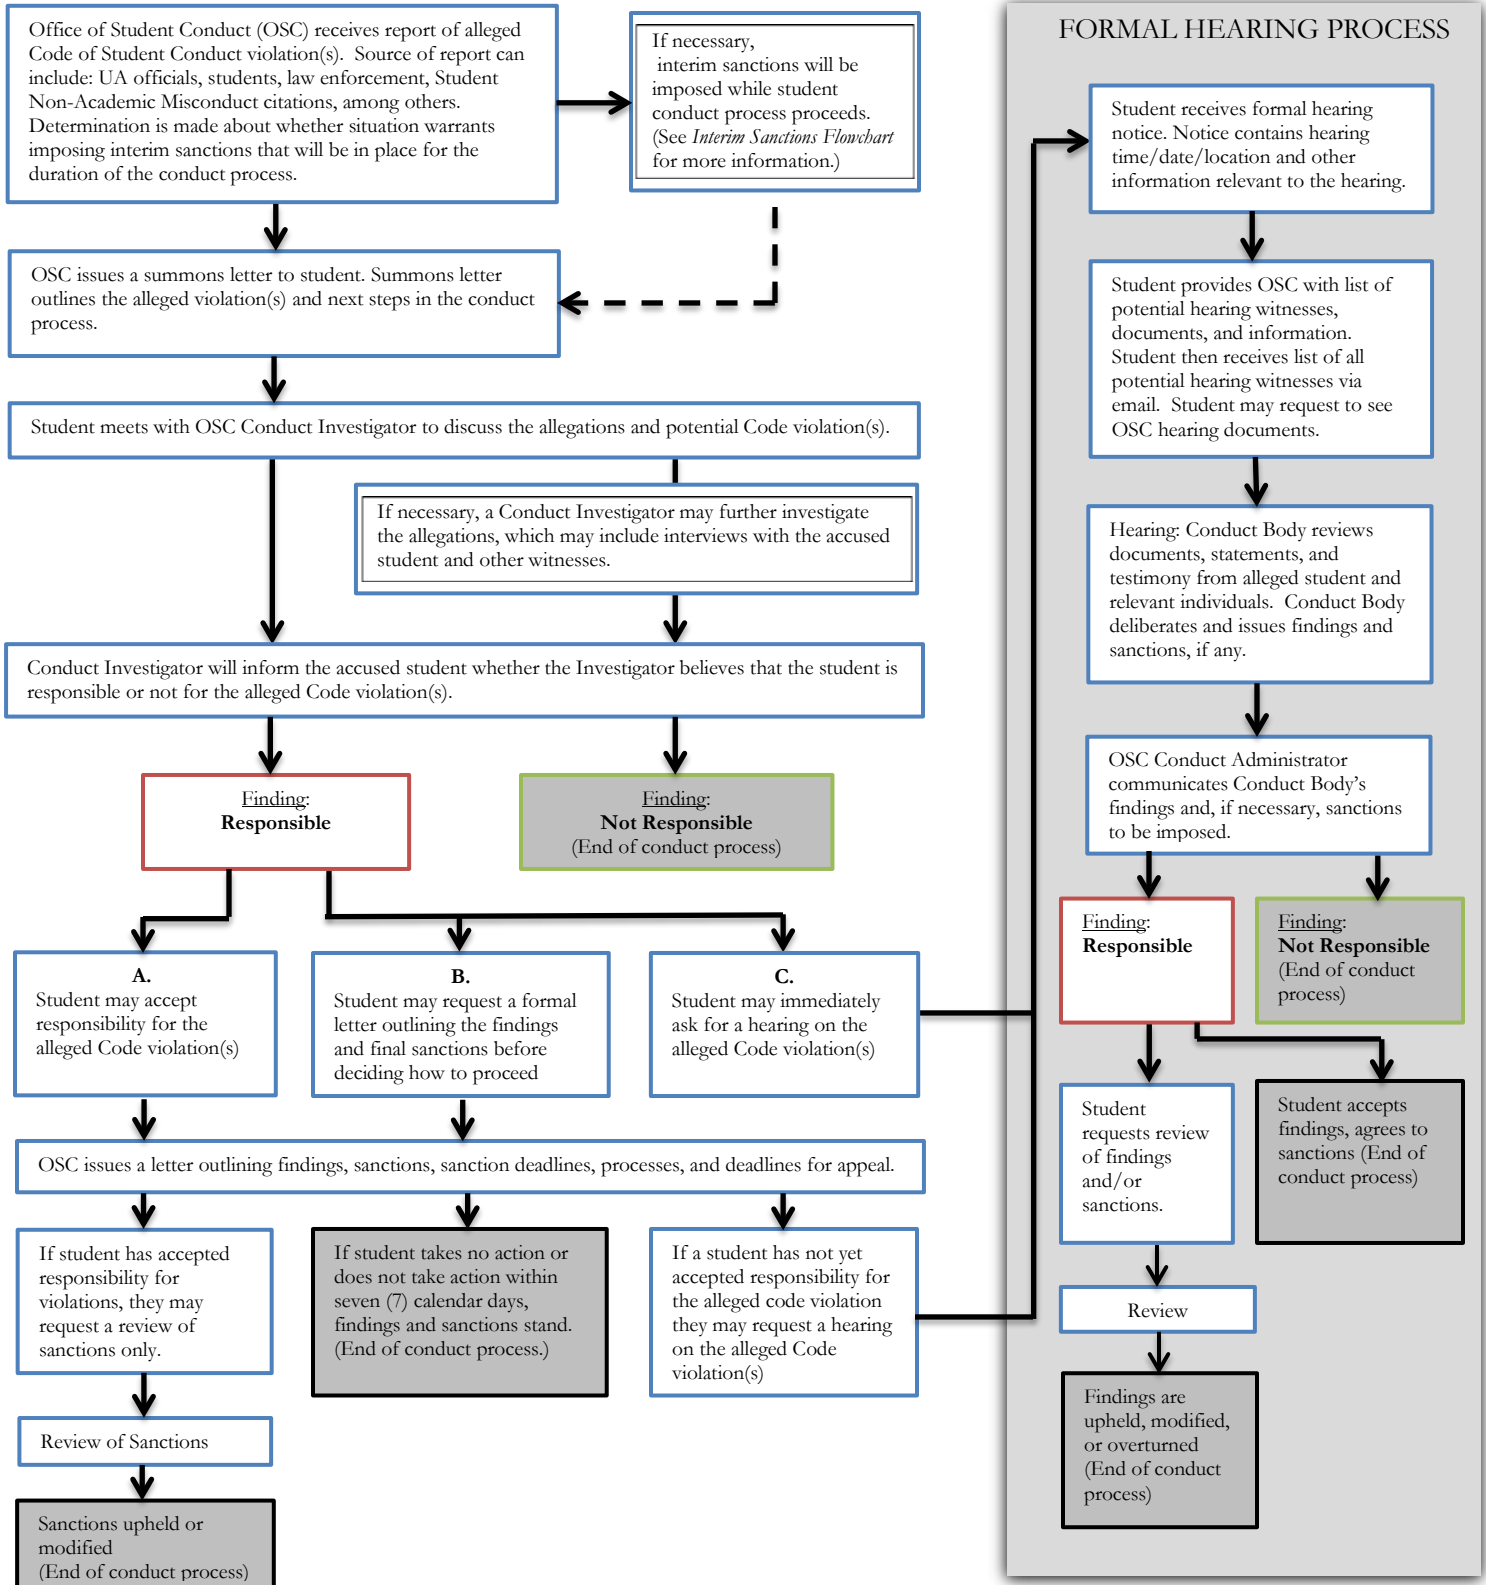 Office of Student Conduct (OSC) receives report of alleged
Code of Student Conduct violation(s).  Source of report can
include: UA officials, students, law enforcement, Student
Non-Academic Misconduct citations, among others.
Determination is made about whether situation warrants
imposing interim sanctions that will be in place for the
duration of the conduct process.
If necessary,
interim sanctions will be
imposed while student
conduct process proceeds.
(See Interim Sanctions Flowchart
for more information.)
OSC issues a summons letter to student. Summons letter
outlines the alleged violation(s) and next steps in the conduct
process.
Student meets with OSC Conduct Investigator to discuss the allegations and potential Code violation(s).
If necessary, a Conduct Investigator may further investigate
the allegations, which may include interviews with the accused
student and other witnesses.
Conduct Investigator will inform the accused student whether the Investigator believes that the student is
responsible or not for the alleged Code violation(s).
Finding:
Responsible
Finding:
Not Responsible
(End of conduct process)
A.
Student may accept
responsibility for the
alleged Code violation(s)
B.
Student may request a formal
letter outlining the findings
and final sanctions before
deciding how to proceed
C.
Student may immediately
ask for a hearing on the
alleged Code violation(s)
OSC issues a letter outlining findings, sanctions, sanction deadlines, processes, and deadlines for appeal.
If student has accepted
responsibility for
violations, they may
request a review of
sanctions only.
If student takes no action or
does not take action within
seven (7) calendar days,
findings and sanctions stand.
(End of conduct process.)
If a student has not yet
accepted responsibility for
the alleged code violation
they may request a hearing
on the alleged Code
violation(s)
Review of Sanctions
Sanctions upheld or
modified
(End of conduct process)
FORMAL HEARING PROCESS
Student receives formal hearing
notice. Notice contains hearing
time/date/location and other
information relevant to the hearing.
Student provides OSC with list of
potential hearing witnesses,
documents, and information.
Student then receives list of all
potential hearing witnesses via
email.  Student may request to see
OSC hearing documents.
Hearing: Conduct Body reviews
documents, statements, and
testimony from alleged student and
relevant individuals.  Conduct Body
deliberates and issues findings and
sanctions, if any.
OSC Conduct Administrator
communicates Conduct Body’s
findings and, if necessary, sanctions
to be imposed.
Finding:
Responsible
Finding:
Not Responsible
(End of conduct
process)
Student
requests review
of findings
and/or
sanctions.
Student accepts
findings, agrees to
sanctions (End of
conduct process)
Review
Findings are
upheld, modified,
or overturned
(End of conduct
process)